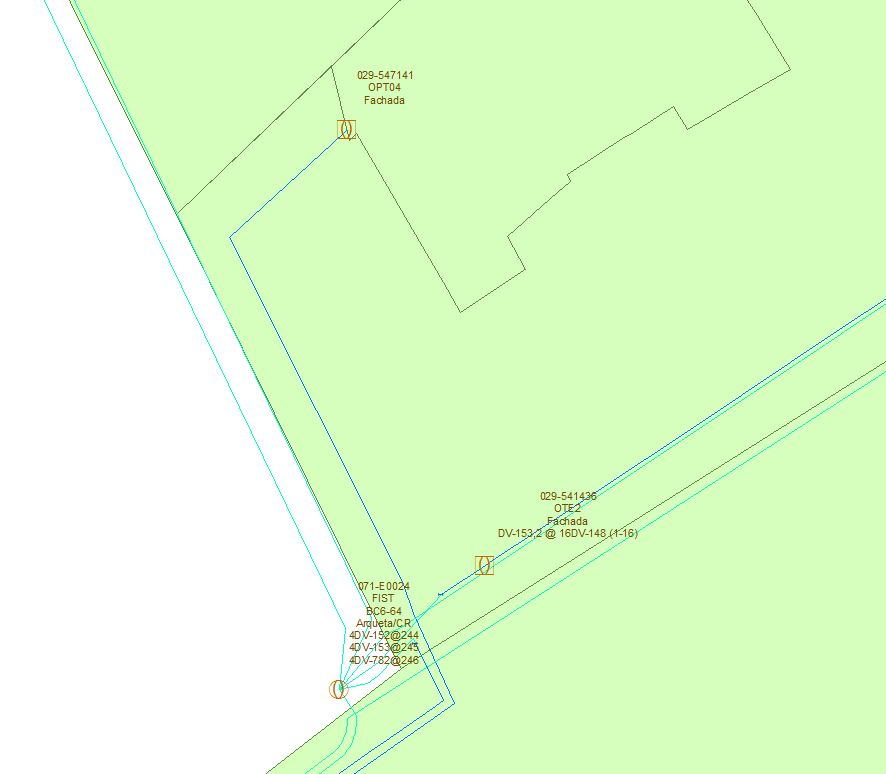 029-547141
OPT04
Fachada
029-541436
OTE2
Fachada
DV-153,2 @ 16DV-148 (1-16)
071-E0024
FIST
BC6-64
Arqueta/CR
4DV-152@244
4DV-153@245
4DV-782@246